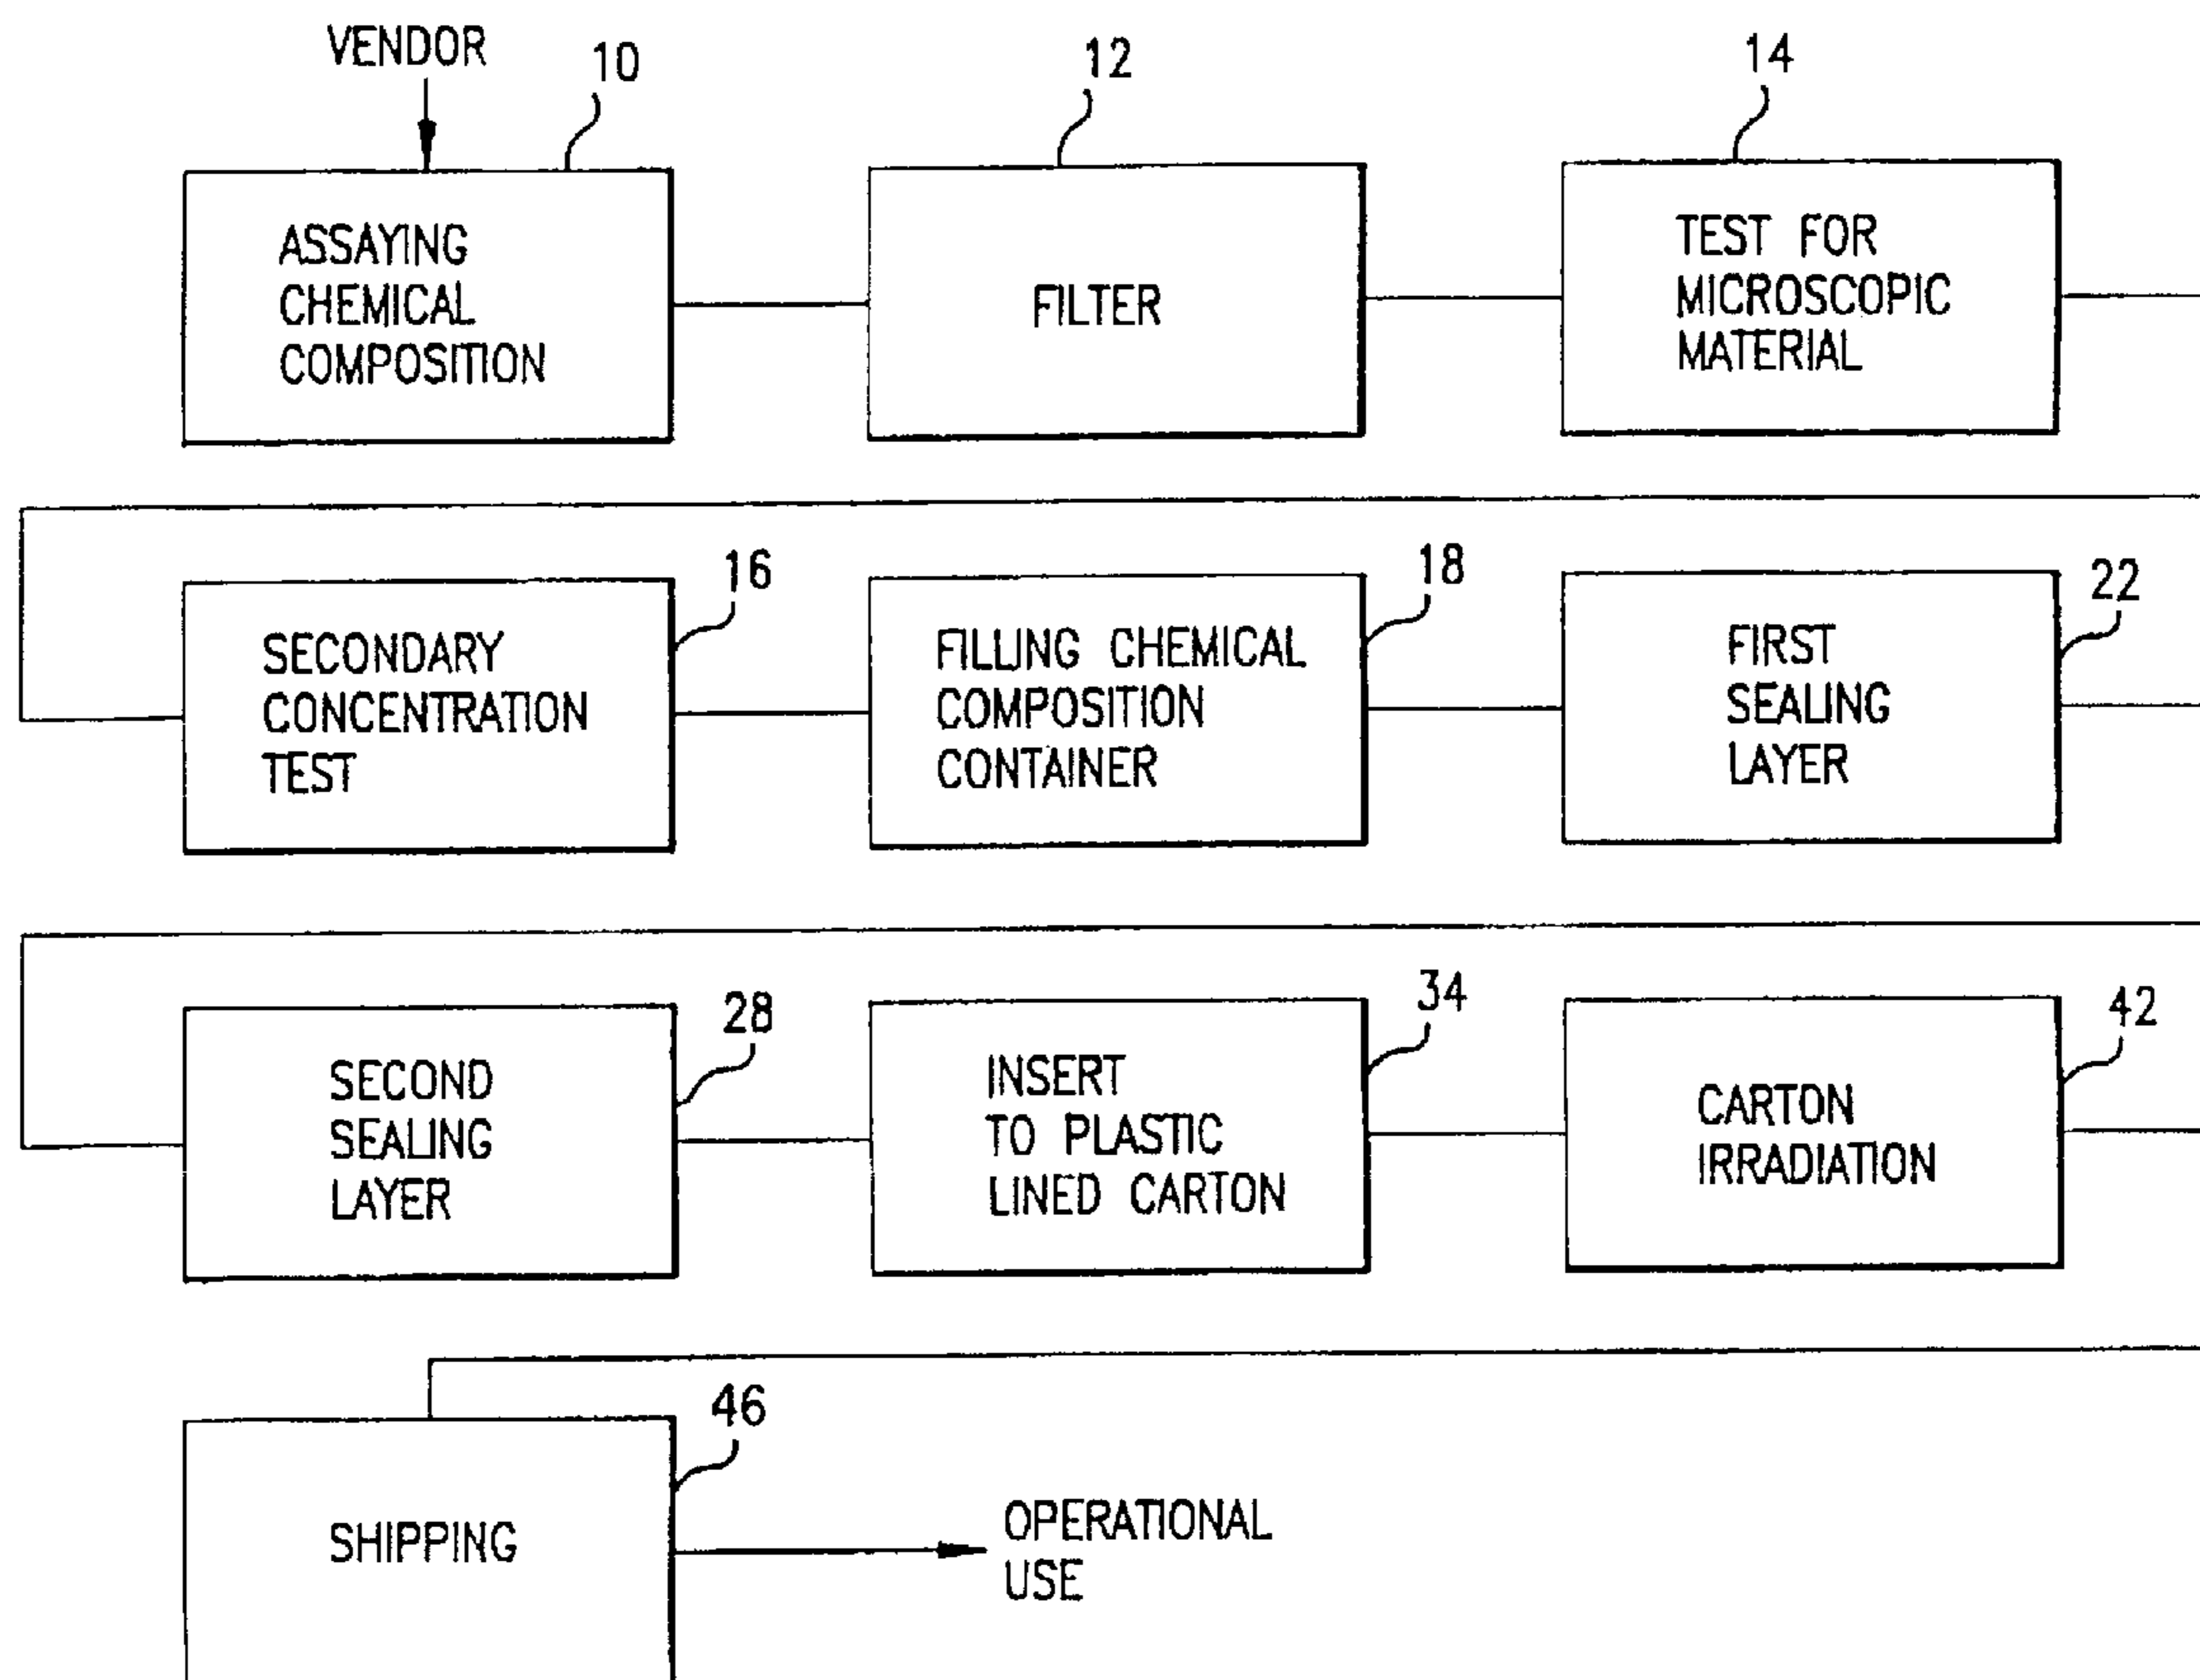 VENDOR
10
12
14
ASSAYING
CHEMICAL
COMPOSITION
FILTER
TEST FOR
MICROSCOPIC
MATERIAL
16
18
22
SECONDARY
CONCENTRATION
TEST
FILLING CHEMICAL
COMPOSITION
CONTAINER
FIRST
SEALING
LAYER
28
34
42
SECOND
SEALING
LAYER
INSERT
TO PLASTIC
LINED CARTON
CARTON
IRRADIATION
46
SHIPPING
OPERATIONAL
USE